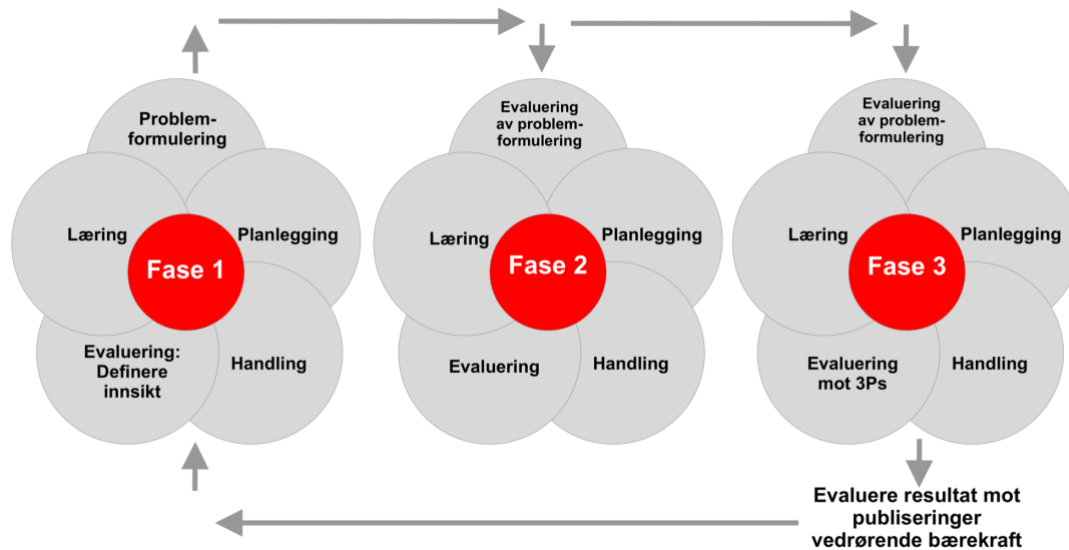 Problem-
formulering
Læring
Planlegging
Fase 1
Evaluering:
Definere
innsikt
Handling
Evaluering
av problem-
formulering
Læring
Planlegging
Fase 2
Evaluering
Handling
Evaluering
av problem-
formulering
Læring
Planlegging
Fase 3
Evaluering
mot 3Ps
Handling
Evaluere resultat mot
publiseringer
vedrørende bærekraft